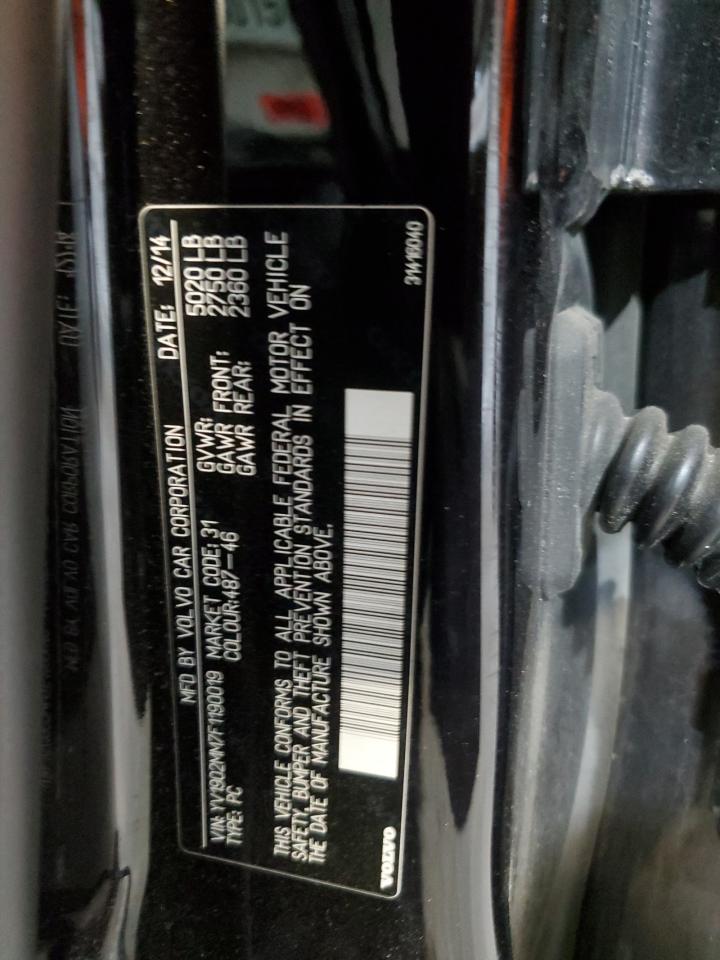 MFD BY VOLVO CAR CORPORATION DATE: 12/14
VIN: YV1902NM7F1190019 MARKET CODE: 31 GVWR: 5020 LB
TYPE: PC COLOUR: 487-46 GAWR FRONT: 2750 LB
GAWR REAR: 2360 LB
THIS VEHICLE CONFORMS TO ALL APPLICABLE FEDERAL MOTOR VEHICLE
SAFETY, BUMPER AND THEFT PREVENTION STANDARDS IN EFFECT ON
THE DATE OF MANUFACTURE SHOWN ABOVE.
VOLVO 31416040